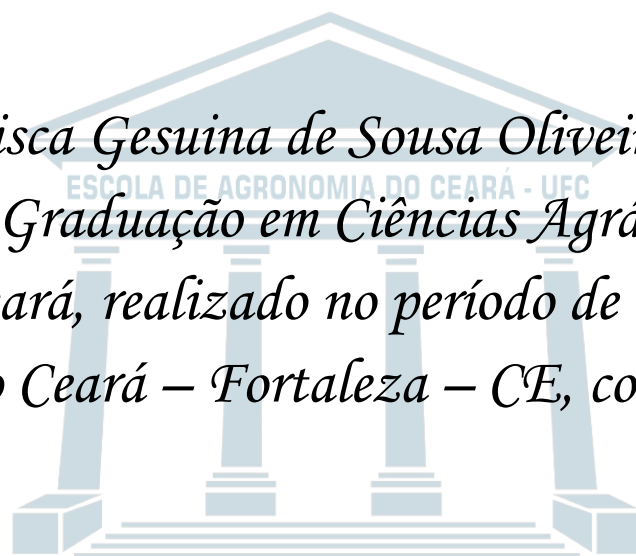 isca Gesuina de Sousa Olivei
ESCOLA DE AGRONOMIA DO CEARÁ - UFC
Graduação em Ciências Agrá
ará, realizado no período de
o Ceará – Fortaleza – CE, co